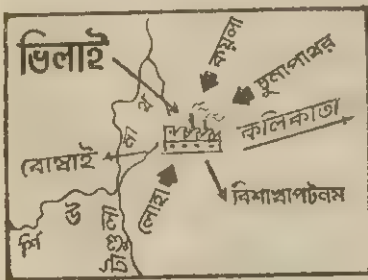 ভিলাই
কয়লা
চুনাপাথর
কলিকাতা
বোম্বাই
লোহা
বিশাখাপটনম